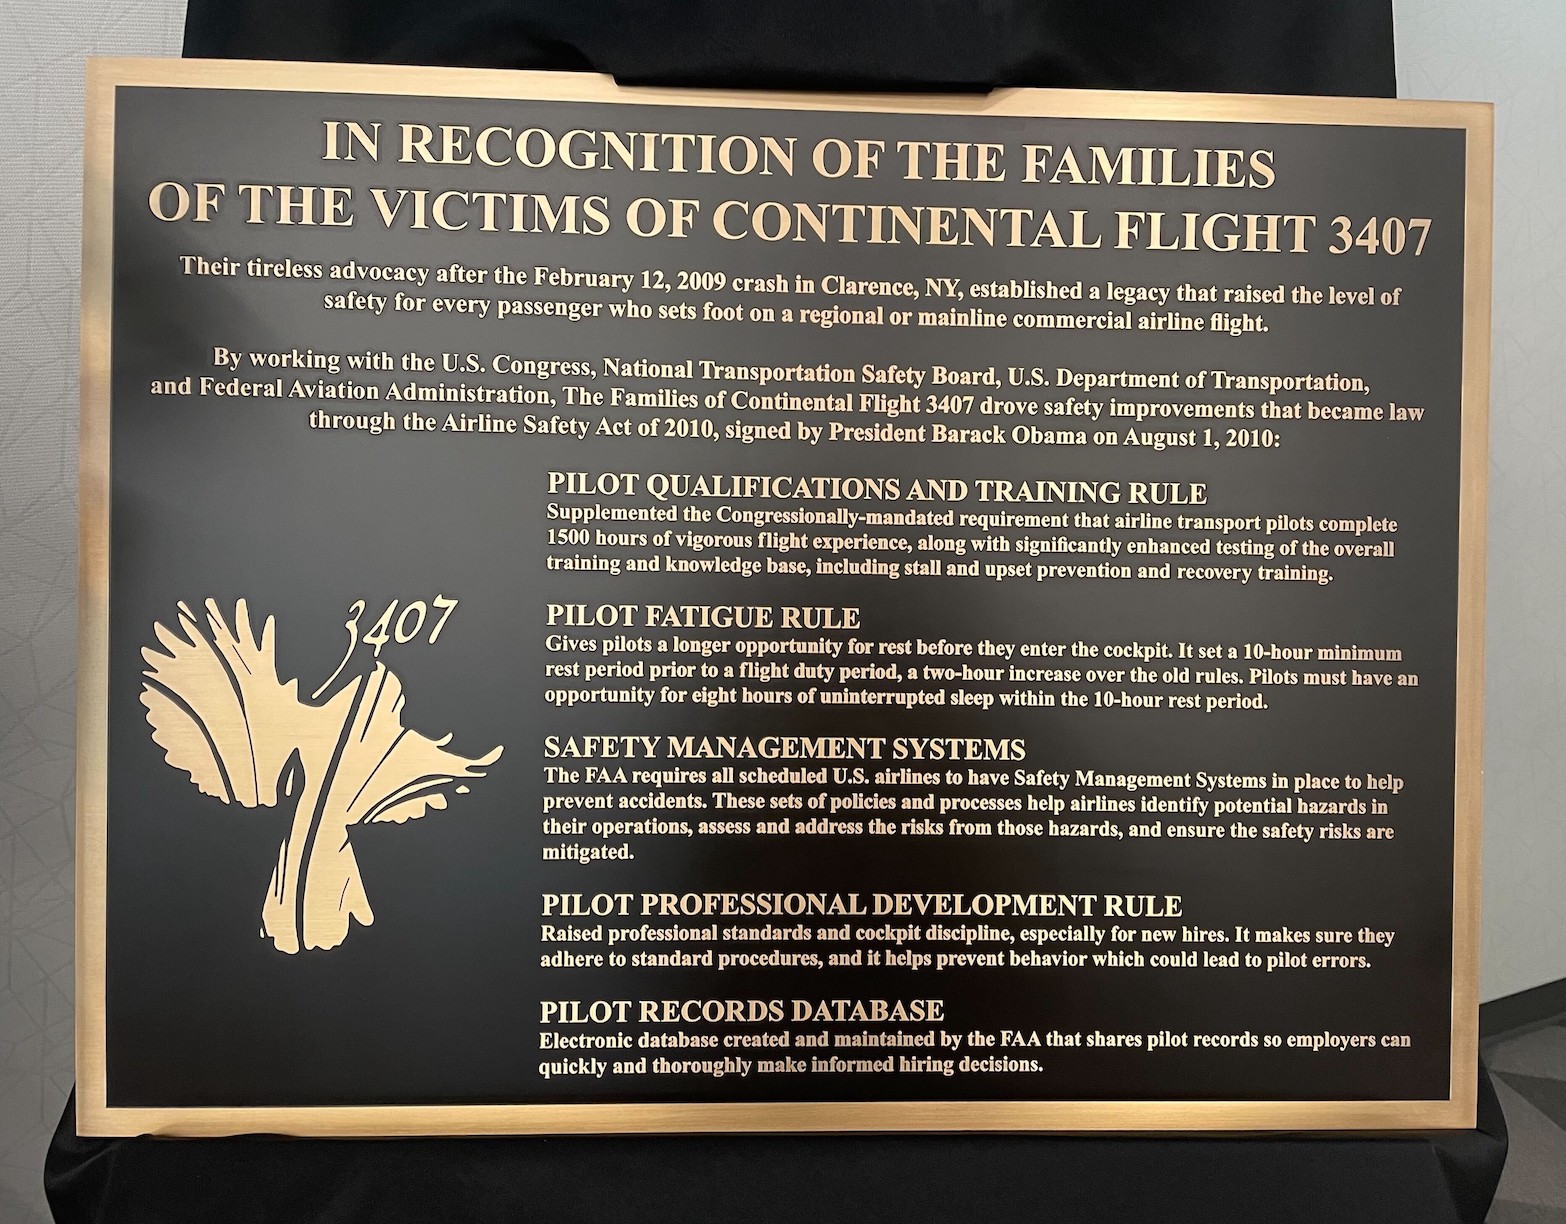 IN RECOGNITION OF THE FAMILIES
OF THE VICTIMS OF CONTINENTAL FLIGHT 3407
Their tireless advocacy after the February 12, 2009 crash in Clarence, NY, established a legacy that raised the level of
safety for every passenger who sets foot on a regional or mainline commercial airline flight.
By working with the U.S. Congress, National Transportation Safety Board, U.S. Department of Transportation,
and Federal Aviation Administration, The Families of Continental Flight 3407 drove safety improvements that became law
through the Airline Safety Act of 2010, signed by President Barack Obama on August 1, 2010:
PILOT QUALIFICATIONS AND TRAINING RULE
Supplemented the Congressionally-mandated requirement that airline transport pilots complete
1500 hours of vigorous flight experience, along with significantly enhanced testing of the overall
training and knowledge base, including stall and upset prevention and recovery training.
3407
PILOT FATIGUE RULE
Gives pilots a longer opportunity for rest before they enter the cockpit. It set a 10-hour minimum
rest period prior to a flight duty period, a two-hour increase over the old rules. Pilots must have an
opportunity for eight hours of uninterrupted sleep within the 10-hour rest period.
SAFETY MANAGEMENT SYSTEMS
The FAA requires all scheduled U.S. airlines to have Safety Management Systems in place to help
prevent accidents. These sets of policies and processes help airlines identify potential hazards in
their operations, assess and address the risks from those hazards, and ensure the safety risks are
mitigated.
PILOT PROFESSIONAL DEVELOPMENT RULE
Raised professional standards and cockpit discipline, especially for new hires. It makes sure they
adhere to standard procedures, and it helps prevent behavior which could lead to pilot errors.
PILOT RECORDS DATABASE
Electronic database created and maintained by the FAA that shares pilot records so employers can
quickly and thoroughly make informed hiring decisions.